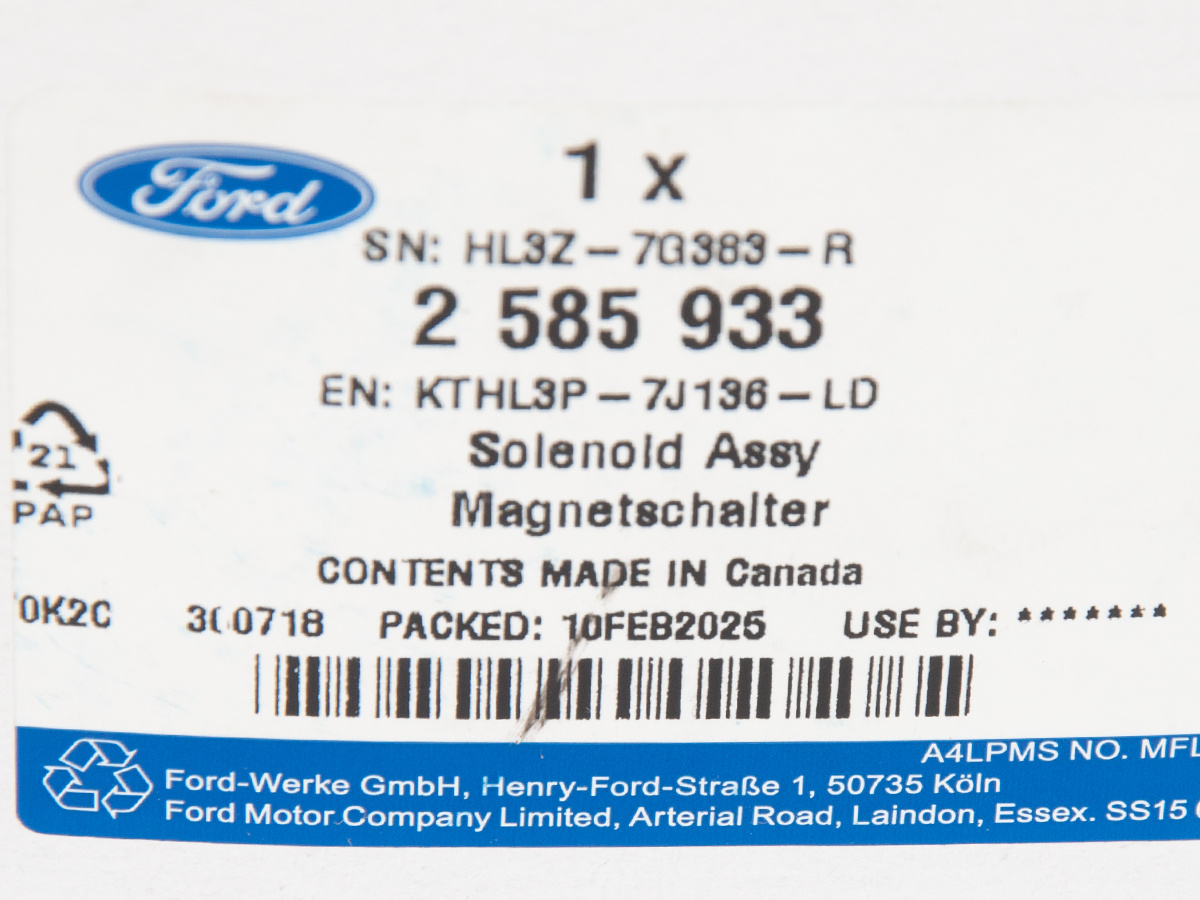 Ford
1 x
SN: HL3Z-7G383-R
2 585 933
EN: KTHL3P-7J136-LD
Solenoid Assy
Magnetschalter
21
PAP
CONTENTS MADE IN Canada
0K2C PACKED: 10FEB2025 USE BY: *******
A4LPMS NO. MFL
Ford-Werke GmbH, Henry-Ford-Straße 1, 50735 Köln
Ford Motor Company Limited, Arterial Road, Laindon, Essex. SS15